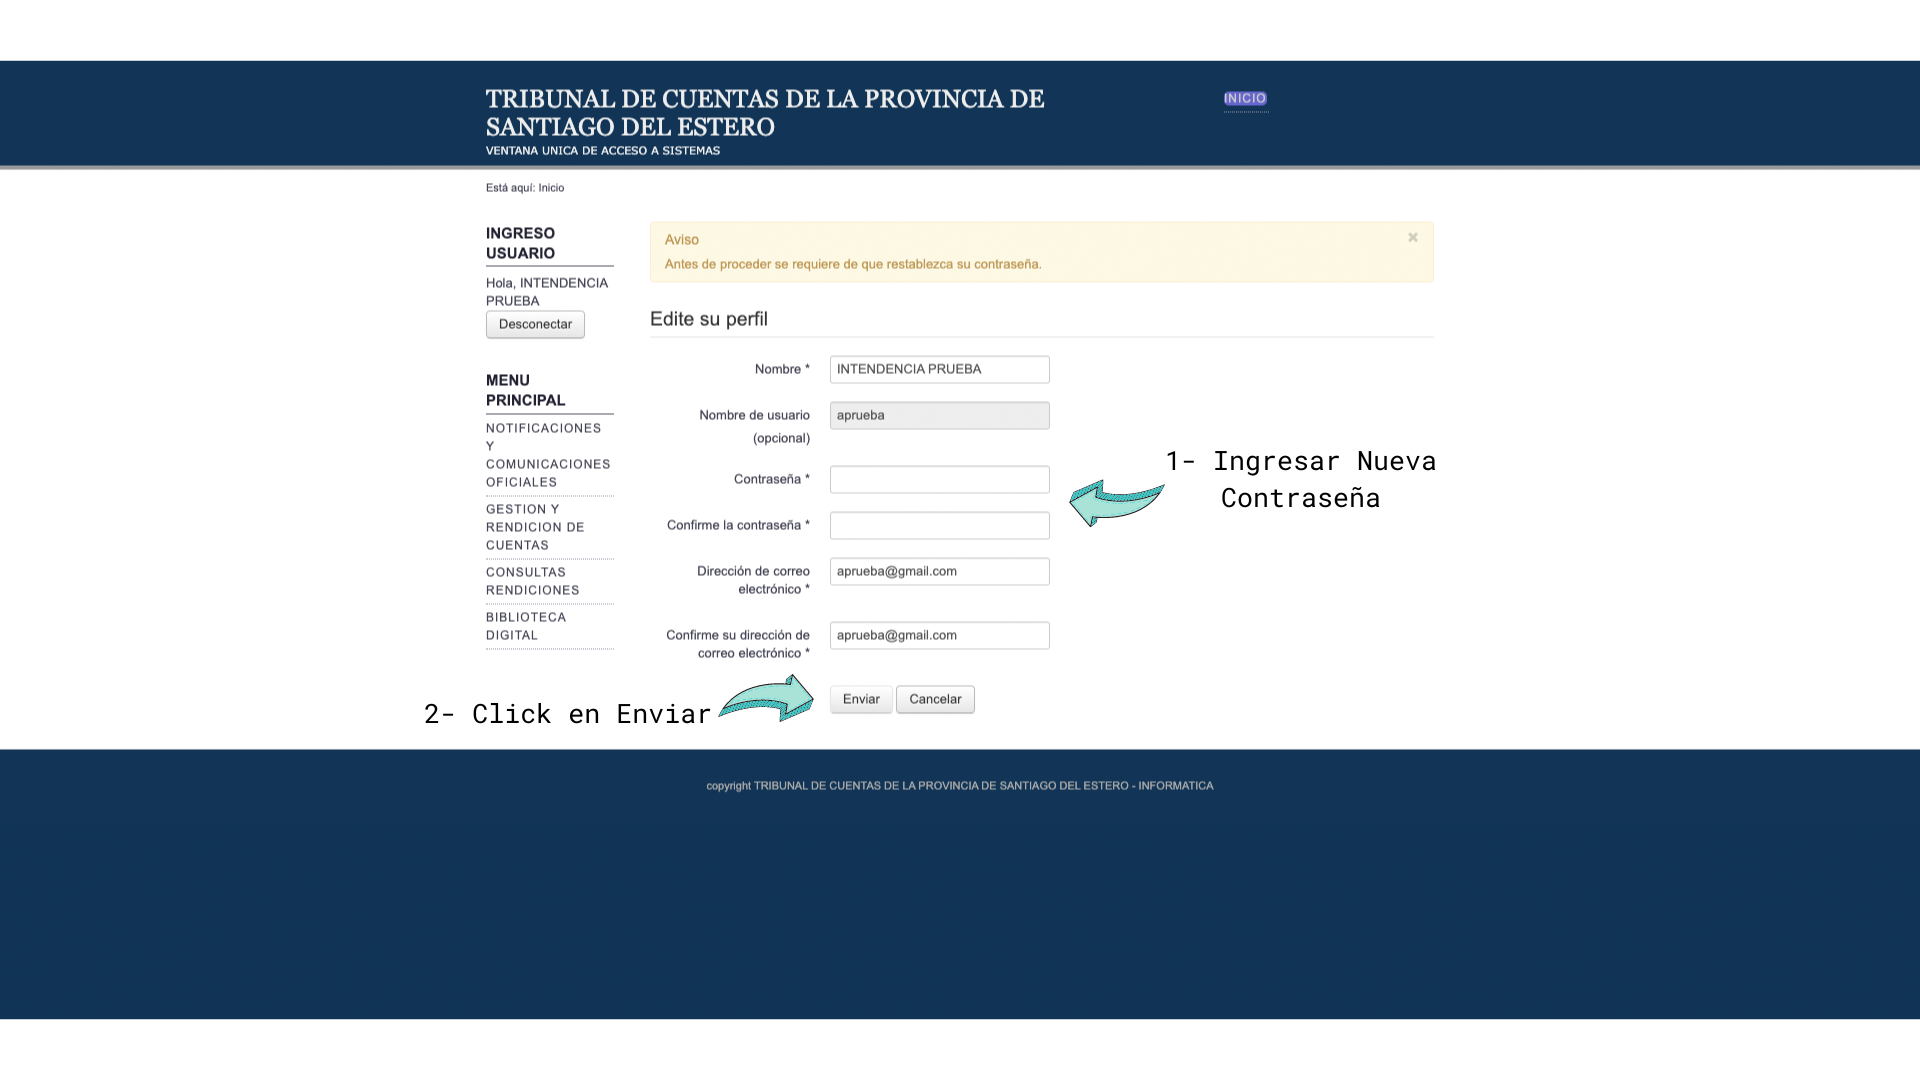 TRIBUNAL DE CUENTAS DE LA PROVINCIA DE
SANTIAGO DEL ESTERO
VENTANA UNICA DE ACCESO A SISTEMAS
INICIO
Está aquí: Inicio
INGRESO
USUARIO
Hola, INTENDENCIA
PRUEBA
Desconectar
MENU
PRINCIPAL
NOTIFICACIONES
Y
COMUNICACIONES
OFICIALES
GESTION Y
RENDICION DE
CUENTAS
CONSULTAS
RENDICIONES
BIBLIOTECA
DIGITAL
Aviso
×
Antes de proceder se requiere de que restablezca su contraseña.
Edite su perfil
Nombre * INTENDENCIA PRUEBA
Nombre de usuario aprueba
(opcional)
Contraseña *
Confirme la contraseña *
1- Ingresar Nueva
Contraseña
Dirección de correo aprueba@gmail.com
electrónico *
Confirme su dirección de aprueba@gmail.com
correo electrónico *
2- Click en Enviar
Enviar Cancelar
copyright TRIBUNAL DE CUENTAS DE LA PROVINCIA DE SANTIAGO DEL ESTERO - INFORMATICA